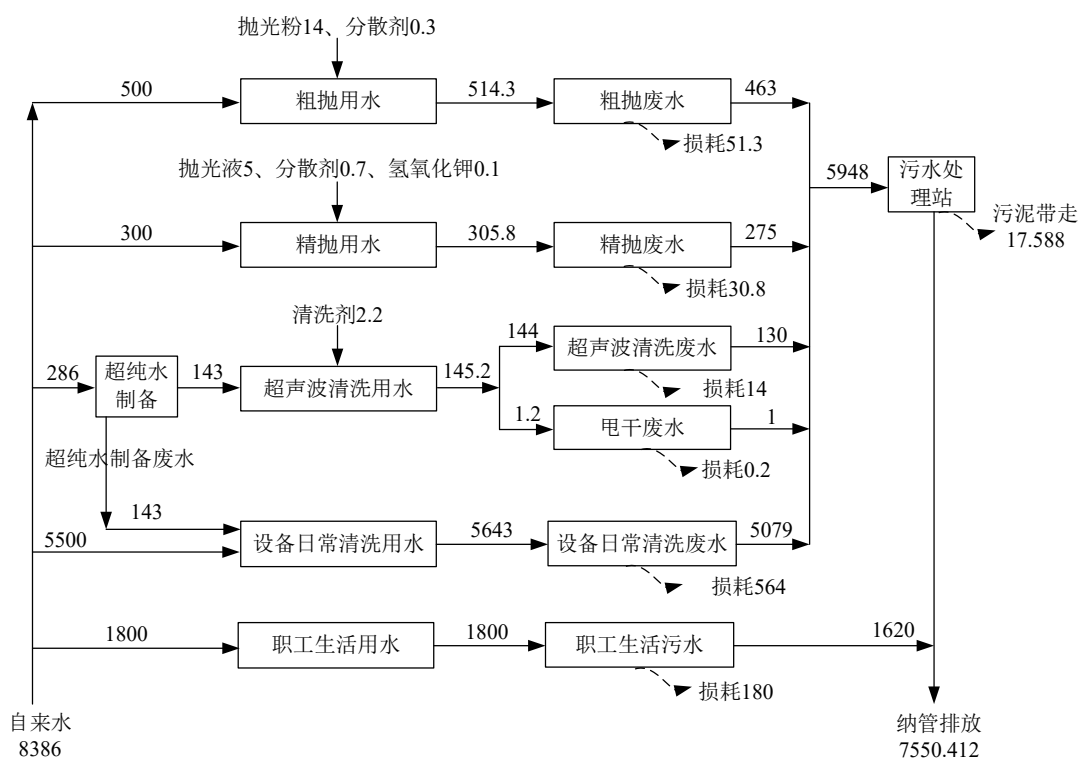 抛光粉14、分散剂0.3
500
粗抛用水
514.3
粗抛废水
463
损耗51.3
抛光液5、分散剂0.7、氢氧化钾0.1
5948
污水处
理站
污泥带走
17.588
300
精抛用水
305.8
精抛废水
275
损耗30.8
清洗剂2.2
286
超纯水
制备
143
超声波清洗用水
145.2
144
超声波清洗废水
130
损耗14
1.2
甩干废水
1
损耗0.2
超纯水制备废水
143
5500
设备日常清洗用水
5643
设备日常清洗废水
5079
损耗564
1800
职工生活用水
1800
职工生活污水
1620
损耗180
自来水
8386
纳管排放
7550.412